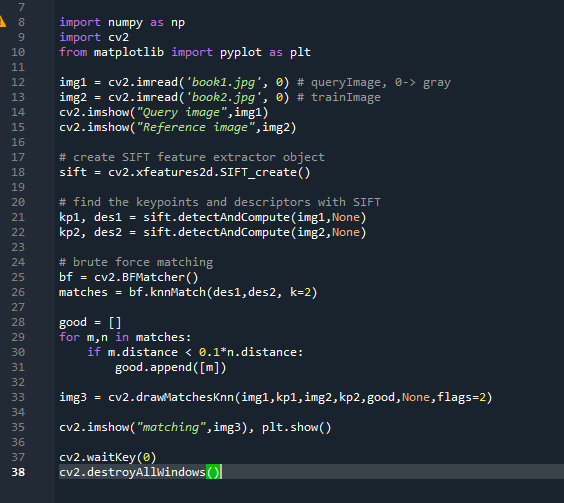 7
8 import numpy as np
9 import cv2
10 from matplotlib import pyplot as plt
11
12 img1 = cv2.imread('book1.jpg', 0) # queryImage, 0-> gray
13 img2 = cv2.imread('book2.jpg', 0) # trainImage
14 cv2.imshow("Query image",img1)
15 cv2.imshow("Reference image",img2)
16
17 # create SIFT feature extractor object
18 sift = cv2.xfeatures2d.SIFT_create()
19
20 # find the keypoints and descriptors with SIFT
21 kp1, des1 = sift.detectAndCompute(img1,None)
22 kp2, des2 = sift.detectAndCompute(img2,None)
23
24 # brute force matching
25 bf = cv2.BFMatcher()
26 matches = bf.knnMatch(des1,des2, k=2)
27
28 good = []
29 for m,n in matches:
30     if m.distance < 0.1*n.distance:
31         good.append([m])
32
33 img3 = cv2.drawMatchesKnn(img1,kp1,img2,kp2,good,None,flags=2)
34
35 cv2.imshow("matching",img3), plt.show()
36
37 cv2.waitKey(0)
38 cv2.destroyAllWindows()